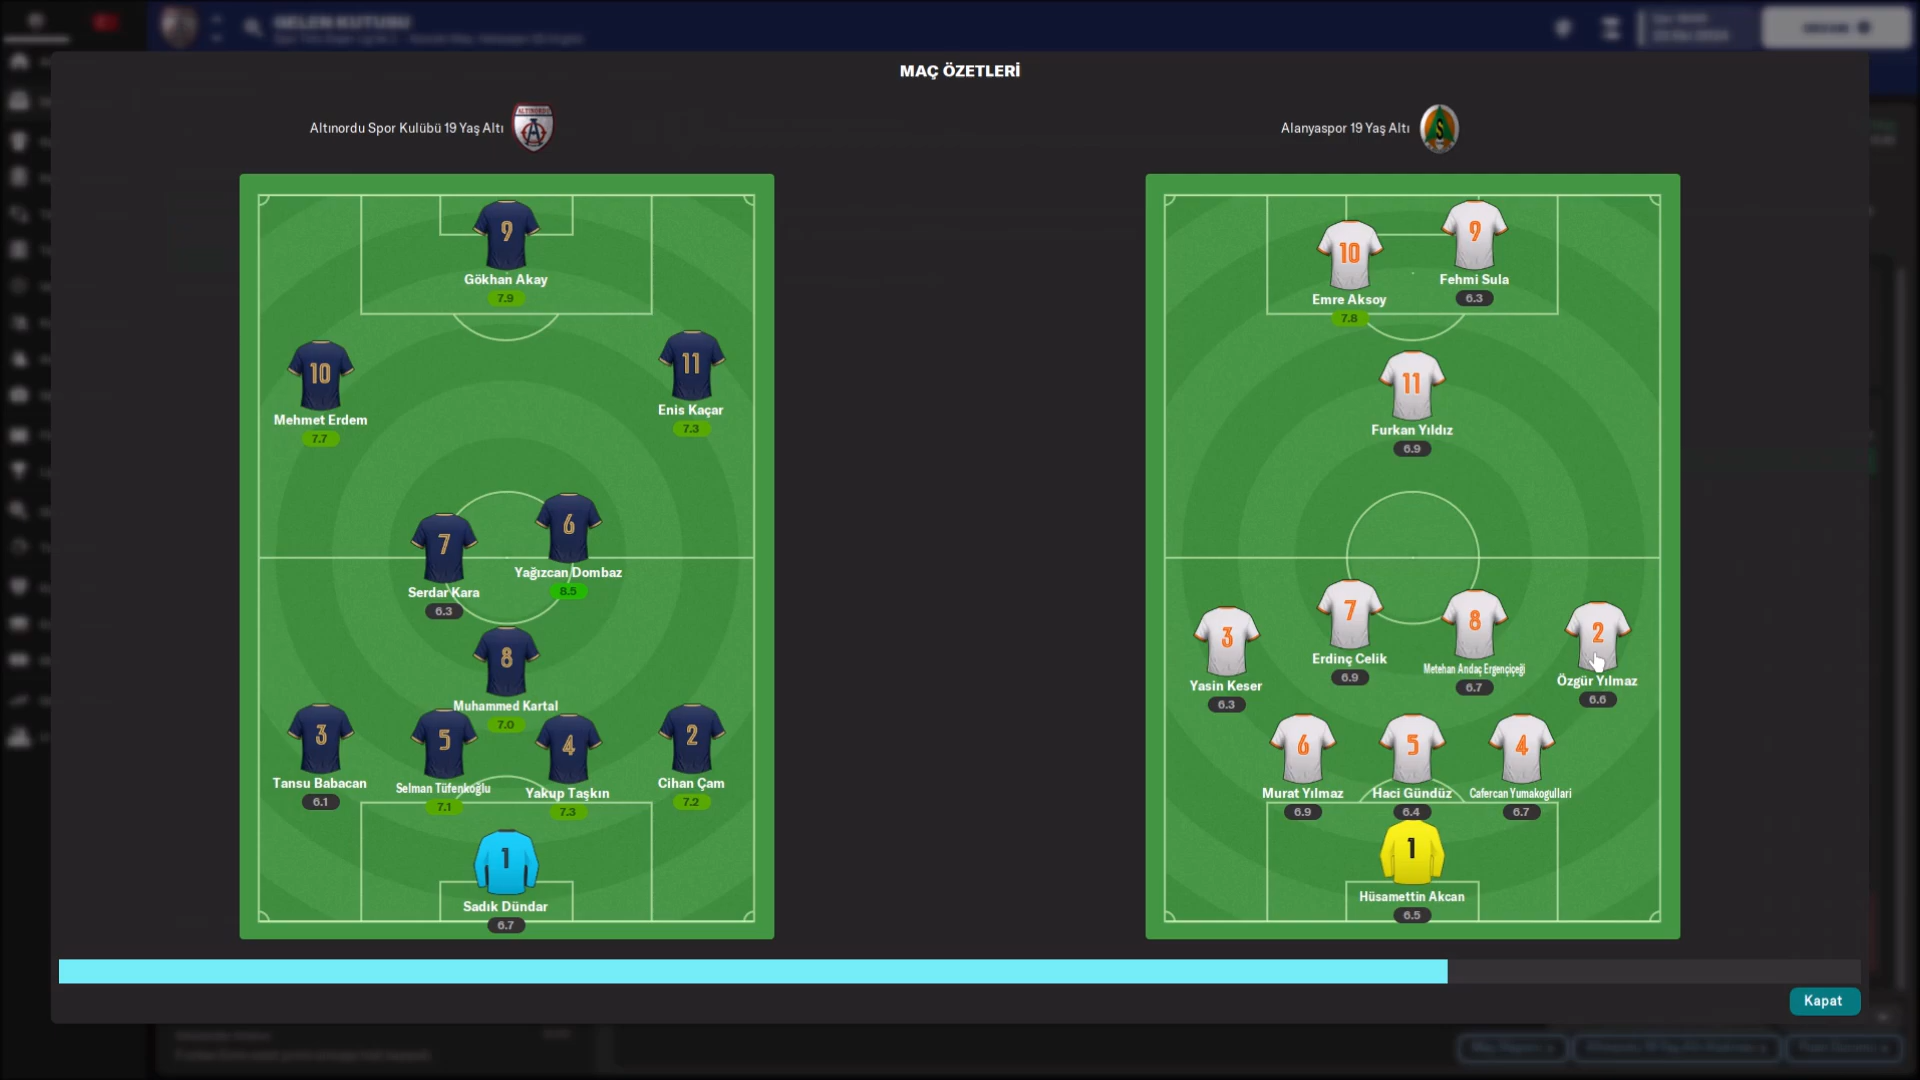 GELEN KUTUSU
MAÇ ÖZETLERİ
Altınordu Spor Kulübü 19 Yaş Altı
ALTINORDU
Alanyaspor 19 Yaş Altı
9
Gökhan Akay
7.9
10
Mehmet Erdem
7.7
11
Enis Kaçar
7.3
7
Serdar Kara
6.3
6
Yağızcan Dombaz
8.5
8
Muhammed Kartal
7.0
3
Tansu Babacan
6.1
5
Selman Tüfenkoğlu
7.1
4
Yakup Taşkın
7.3
2
Cihan Çam
7.2
1
Sadık Dündar
6.7
10
Emre Aksoy
7.8
9
Fehmi Sula
6.3
11
Furkan Yıldız
6.9
3
Yasin Keser
6.3
7
Erdinç Celik
6.9
8
Metehan Andaç Ergençiçeği
6.7
2
Özgür Yılmaz
6.6
6
Murat Yılmaz
6.9
5
Haci Gündüz
6.4
4
Cafercan Yumakogullari
6.7
1
Hüsamettin Akcan
6.5
Kapat